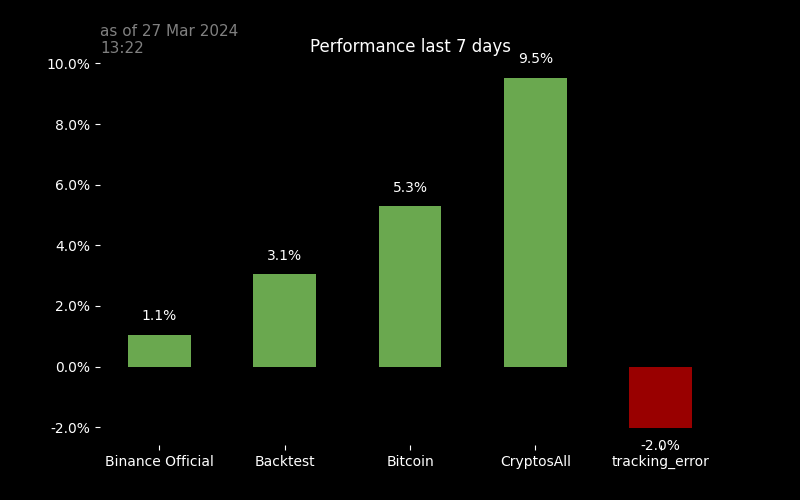 as of 27 Mar 2024
13:22
Performance last 7 days
10.0%
8.0%
6.0%
4.0%
2.0%
0.0%
-2.0%
1.1%
3.1%
5.3%
9.5%
-2.0%
Binance Official
Backtest
Bitcoin
CryptosAll
tracking_error